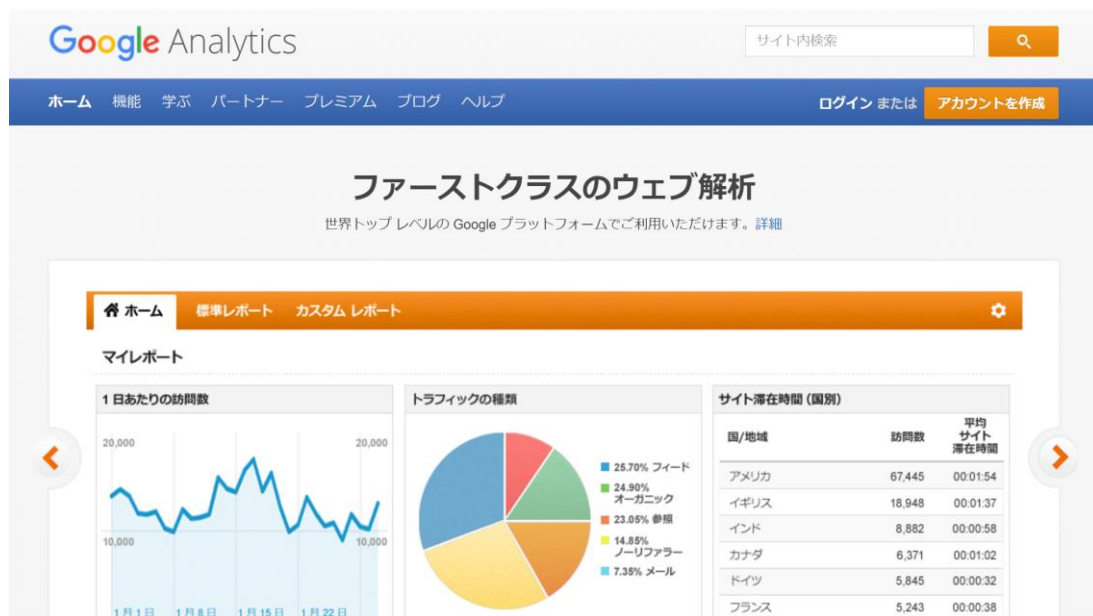 Google Analytics
サイト内検索
ホーム 機能 学ぶ パートナー プレミアム ブログ ヘルプ
ログイン または アカウントを作成
ファーストクラスのウェブ解析
世界トップ レベルの Google プラットフォームでご利用いただけます。詳細
ホーム 標準レポート カスタム レポート
マイレポート
1 日あたりの訪問数
20,000 20,000
10,000 10,000
1月1日 1月8日 1月15日 1月22日
トラフィックの種類
25.70% フィード
24.90%
オーガニック
23.05% 参照
14.85%
ノーリファラー
7.35% メール
サイト滞在時間 (国別)
国/地域 訪問数 平均
サイト
滞在時間
アメリカ 67,445 00:01:54
イギリス 18,948 00:01:37
インド 8,882 00:00:58
カナダ 6,371 00:01:02
ドイツ 5,845 00:00:32
フランス 5,243 00:00:38